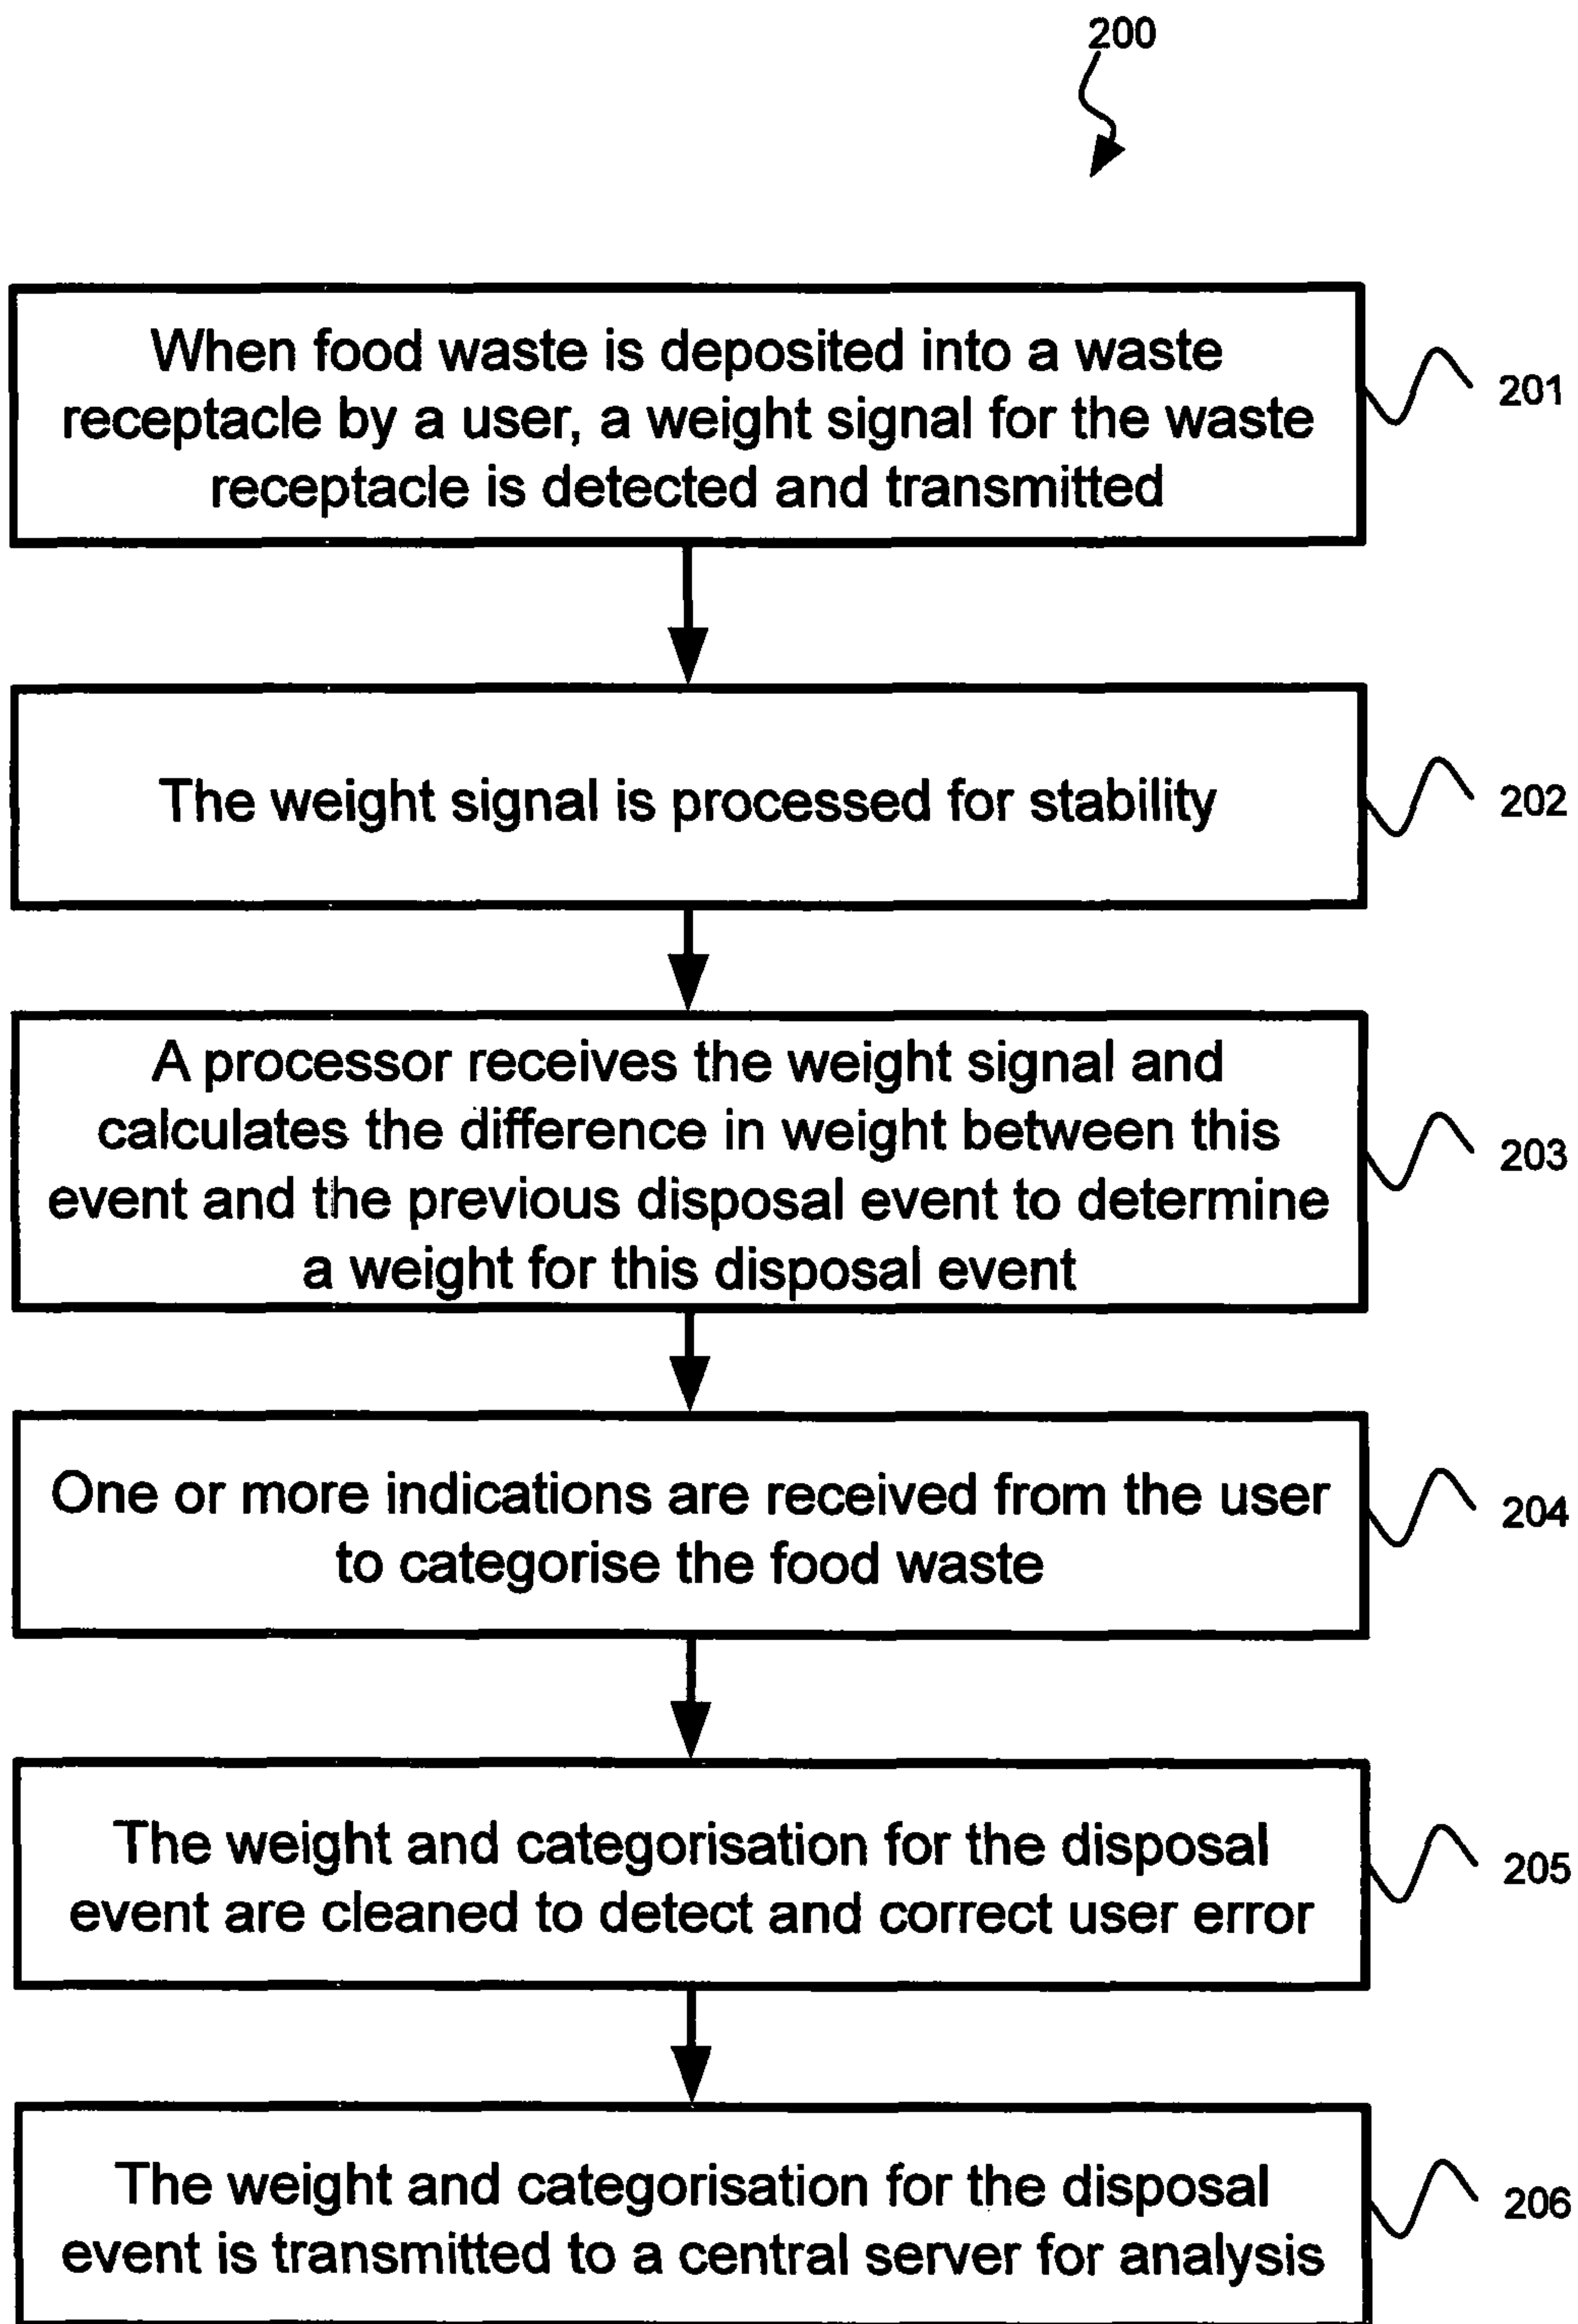 200
When food waste is deposited into a waste
receptacle by a user, a weight signal for the waste
receptacle is detected and transmitted
201
The weight signal is processed for stability
202
A processor receives the weight signal and
calculates the difference in weight between this
event and the previous disposal event to determine
a weight for this disposal event
203
One or more indications are received from the user
to categorise the food waste
204
The weight and categorisation for the disposal
event are cleaned to detect and correct user error
205
The weight and categorisation for the disposal
event is transmitted to a central server for analysis
206